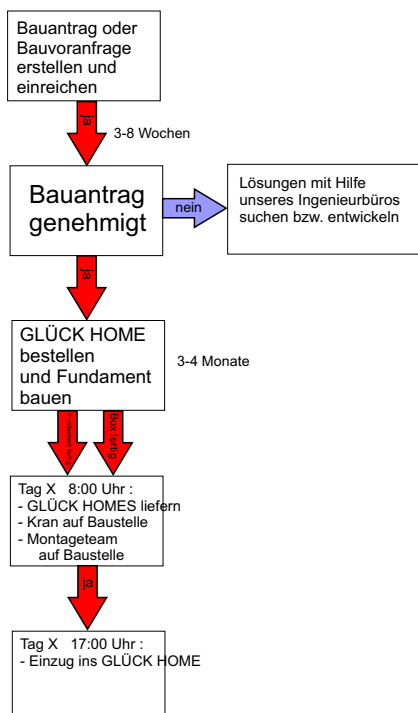 Bauantrag oder
Bauvoranfrage
erstellen und
einreichen
ja
3-8 Wochen
Bauantrag
genehmigt
nein
Lösungen mit Hilfe
unseres Ingenieurbüros
suchen bzw. entwickeln
ja
GLÜCK HOME
bestellen
und Fundament
bauen
3-4 Monate
Fundament fertig
Box fertig
Tag X 8:00 Uhr :
- GLÜCK HOMES liefern
- Kran auf Baustelle
- Montageteam
auf Baustelle
ja
Tag X 17:00 Uhr :
- Einzug ins GLÜCK HOME